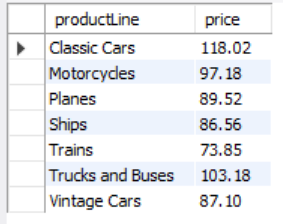 productLine price
Classic Cars 118.02
Motorcycles 97.18
Planes 89.52
Ships 86.56
Trains 73.85
Trucks and Buses 103.18
Vintage Cars 87.10